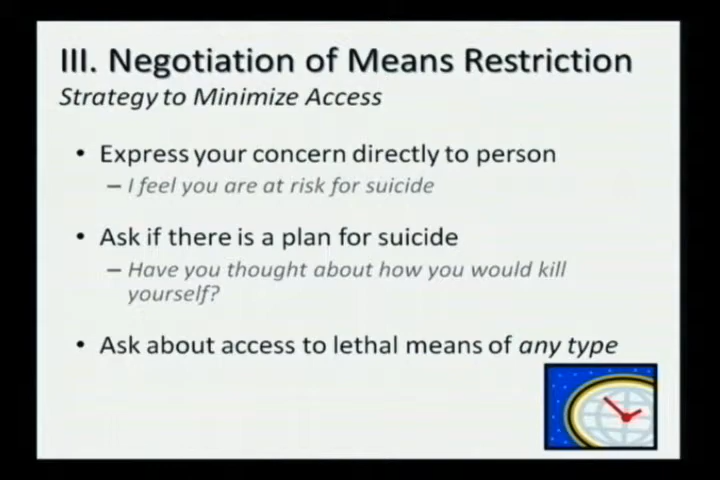 III. Negotiation of Means Restriction
Strategy to Minimize Access
• Express your concern directly to person
– I feel you are at risk for suicide
• Ask if there is a plan for suicide
– Have you thought about how you would kill
yourself?
• Ask about access to lethal means of any type